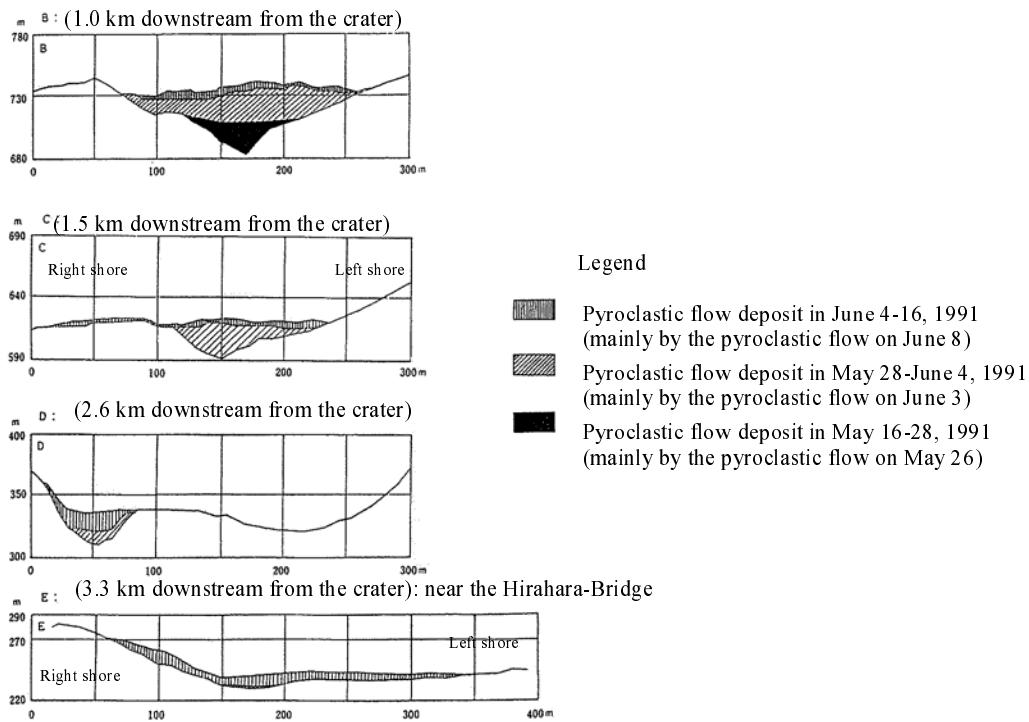 B: (1.0 km downstream from the crater)
m
780
B
730
680
0 100 200 300 m
C (1.5 km downstream from the crater)
m
690
C
Right shore Left shore
640
590
0 100 200 300 m
D: (2.6 km downstream from the crater)
m
400
D
350
300
0 100 200 300 m
E: (3.3 km downstream from the crater): near the Hirahara-Bridge
m
290
E
270
Left shore
Right shore
220
0 100 200 300 400 m
Legend
Pyroclastic flow deposit in June 4-16, 1991
(mainly by the pyroclastic flow on June 8)
Pyroclastic flow deposit in May 28-June 4, 1991
(mainly by the pyroclastic flow on June 3)
Pyroclastic flow deposit in May 16-28, 1991
(mainly by the pyroclastic flow on May 26)